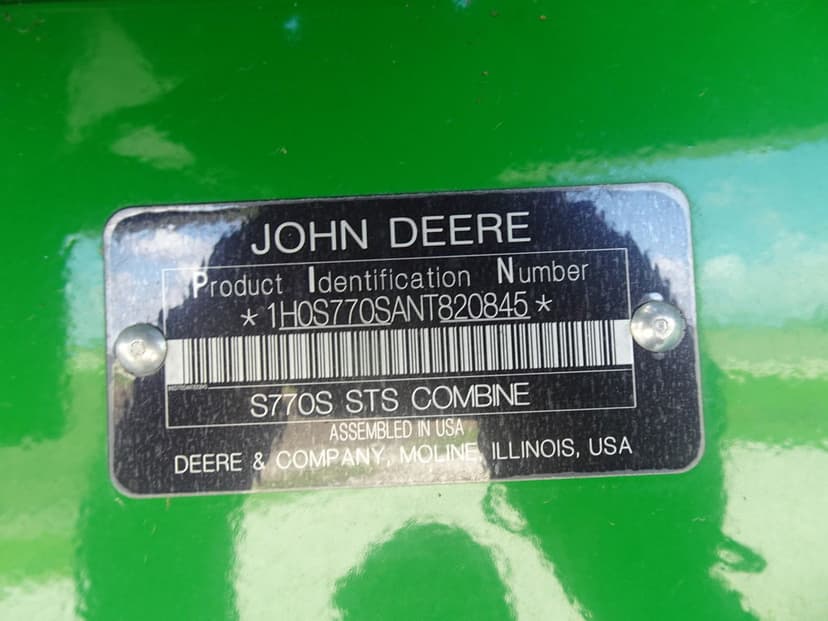 JOHN DEERE
Product Identification Number
*1H0S770SANT820845*
S770S STS COMBINE
ASSEMBLED IN USA
DEERE & COMPANY, MOLINE, ILLINOIS, USA